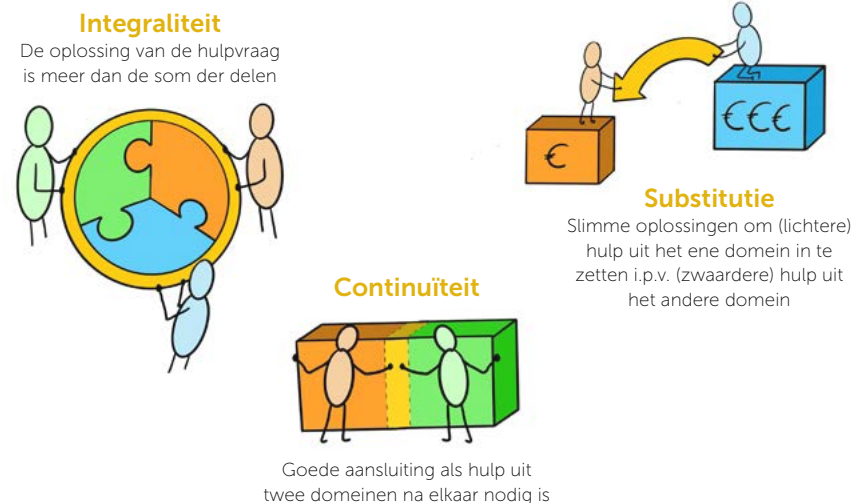 Integraliteit
De oplossing van de hulpvraag
is meer dan de som der delen
€
€€€
Substitutie
Slimme oplossingen om (lichtere)
hulp uit het ene domein in te
zetten i.p.v. (zwaardere) hulp uit
het andere domein
Continuïteit
Goede aansluiting als hulp uit
twee domeinen na elkaar nodig is